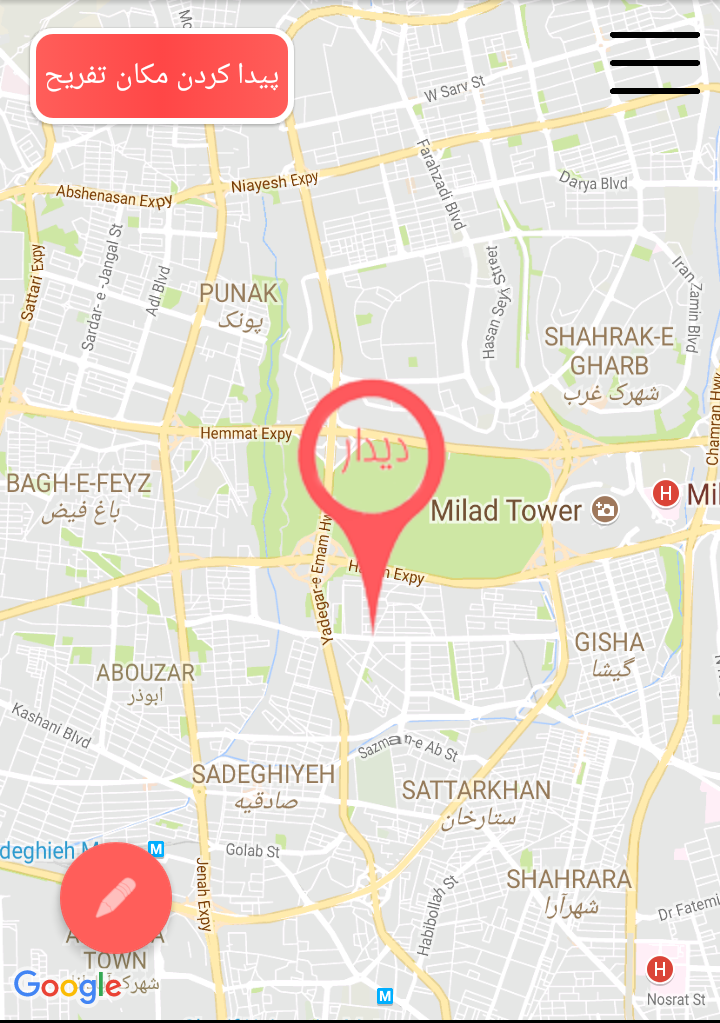 پیدا کردن مکان تفریح
W Sarv St
Farahzadi Blvd
Darya Blvd
Niayesh Expy
Abshenasan Expy
Sattari Expy
Sardar-e-Jangal St
Adl Blvd
Hasan Seyf Street
Iran Zamin Blvd
PUNAK
پونک
SHAHRAK-E
GHARB
شهرک غرب
Chamran Hwy
Hemmat Expy
دیدار
BAGH-E-FEYZ
باغ فیض
Milad Tower
H
Mil
Yadegar-e Emam Hw
Expy
GISHA
گیشا
ABOUZAR
ابوذر
Kashani Blvd
Sazman-e Ab St
SADEGHIYEH
صادقیه
SATTARKHAN
ستارخان
deghieh M
M
Golab St
Jenah Expy
SHAHRARA
شهرآرا
Habibollah St
Dr Fatemi
TOWN
Google
H
M
Nosrat St